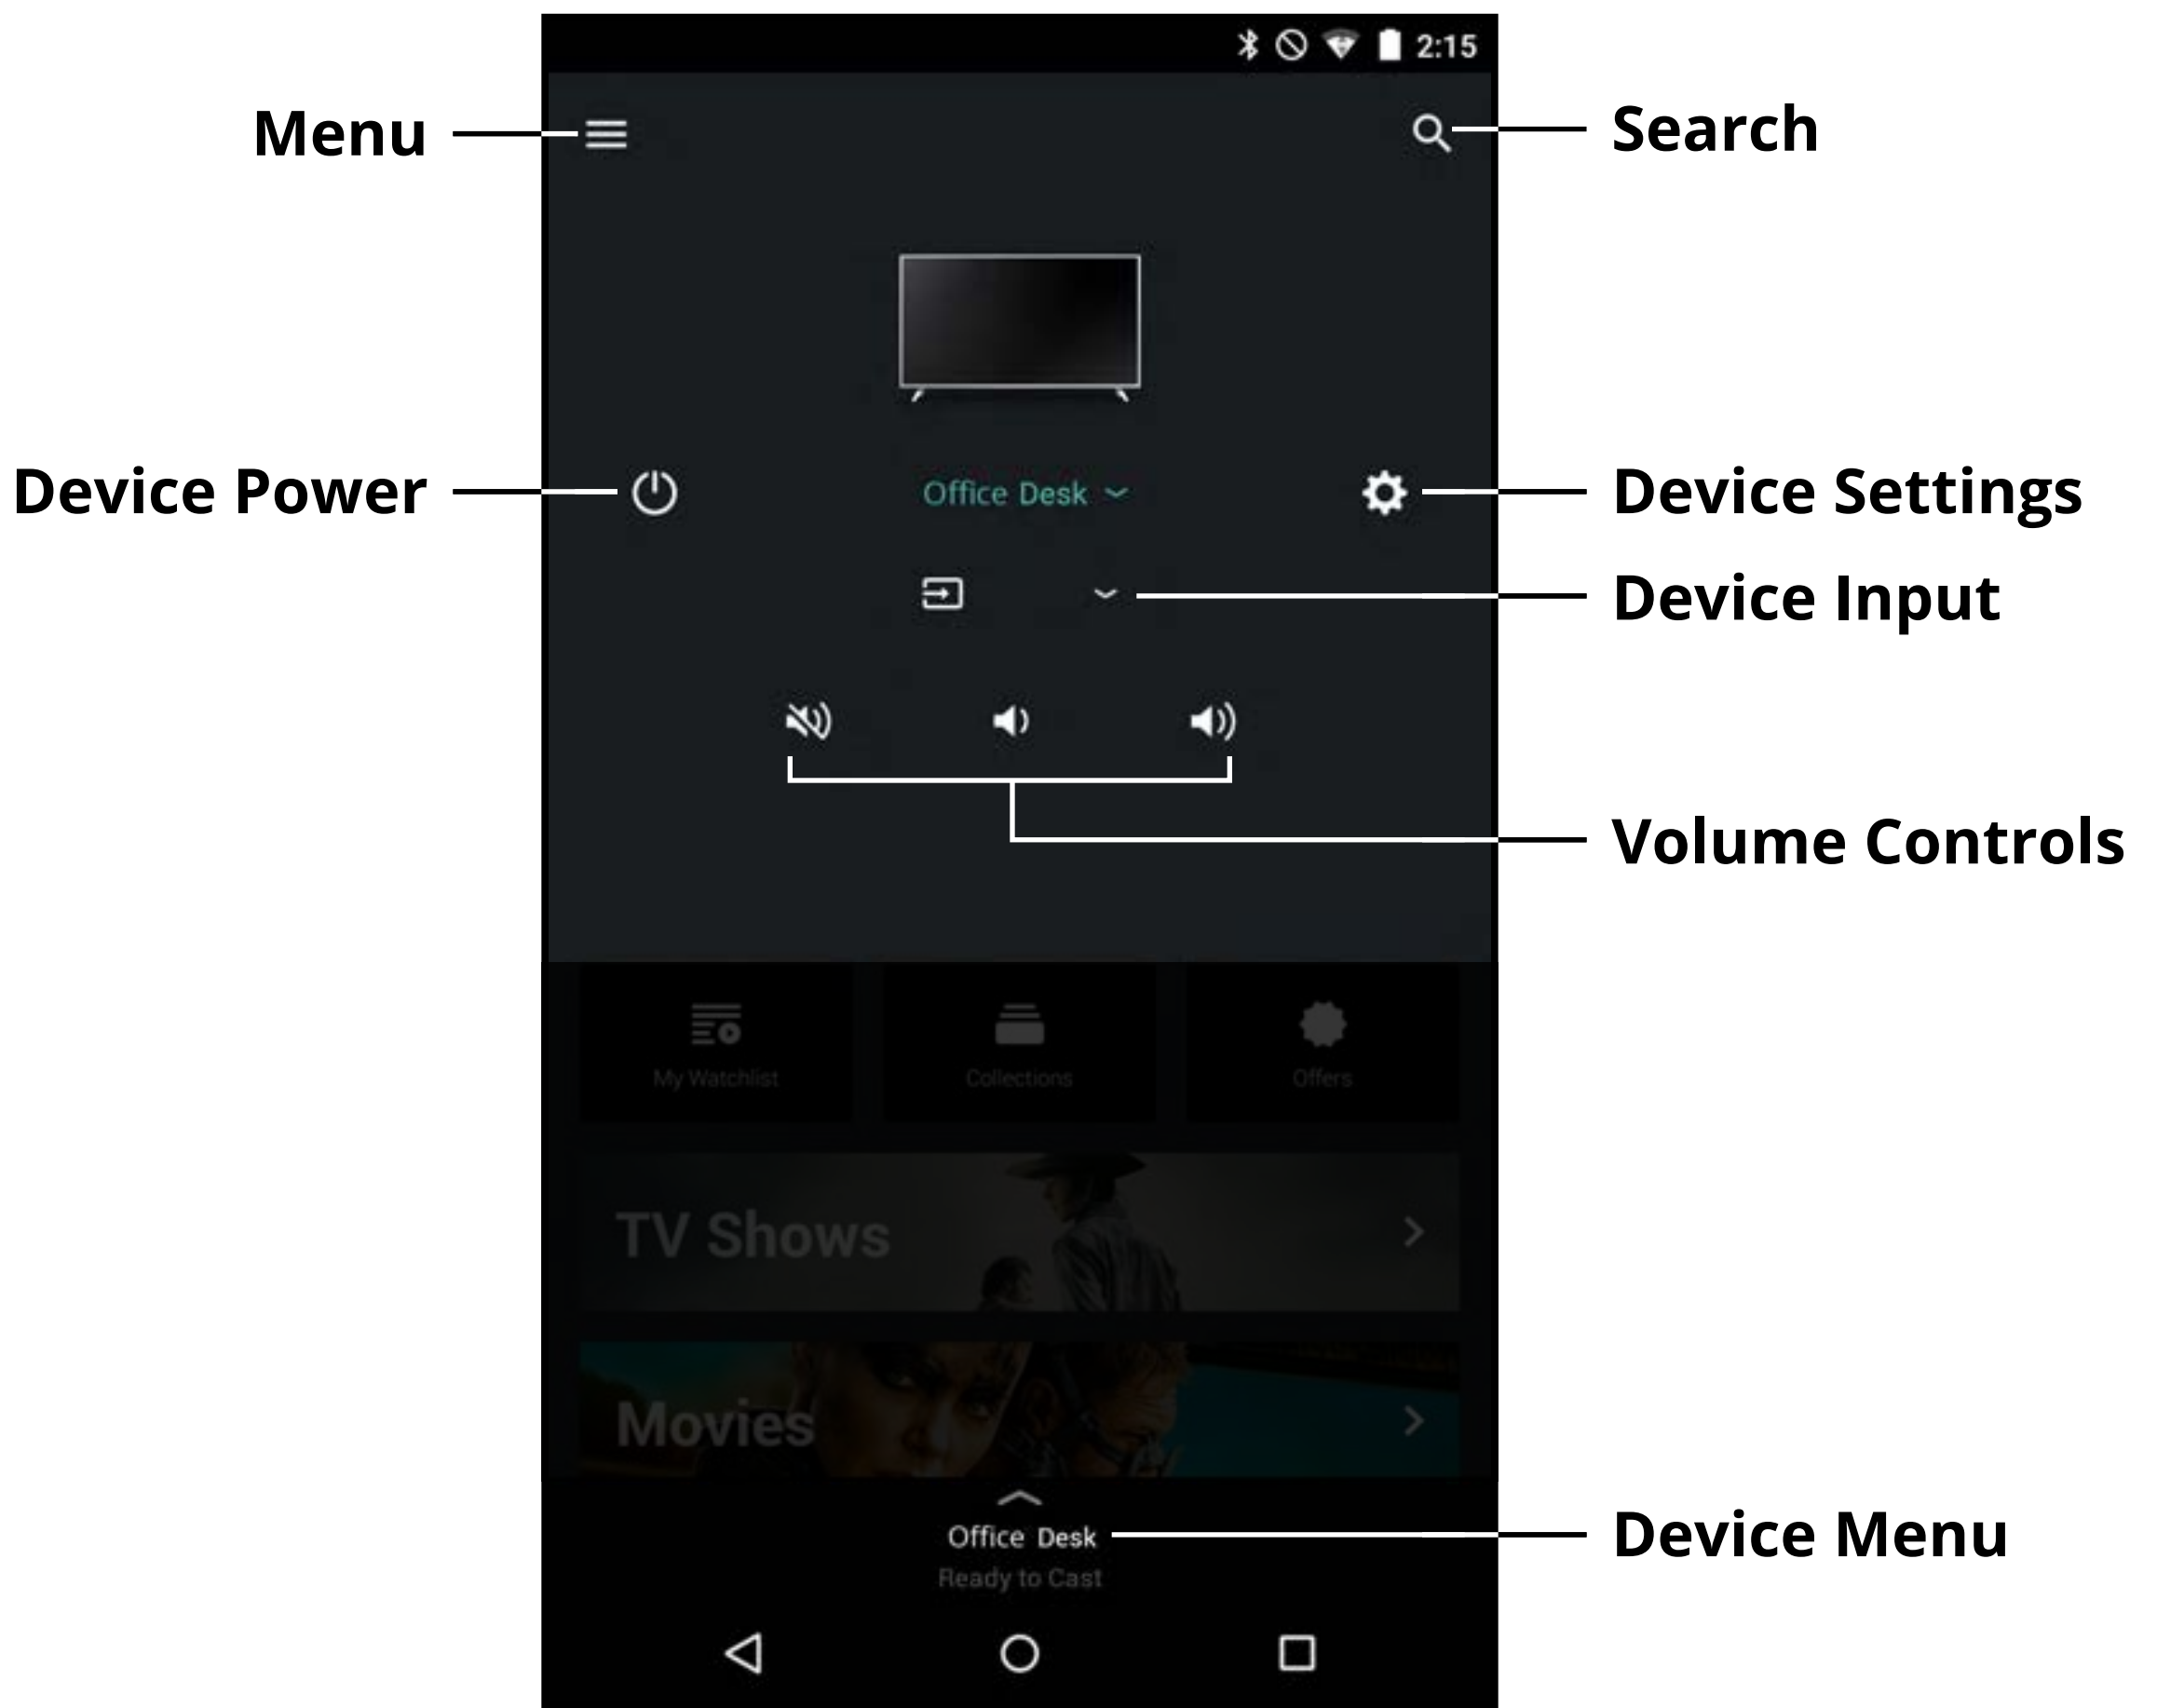 2:15
Menu
Search
Device Power
Office Desk
Device Settings
Device Input
Volume Controls
My Watchlist
Collections
Offers
TV Shows
Movies
Office Desk
Device Menu
Ready to Cast